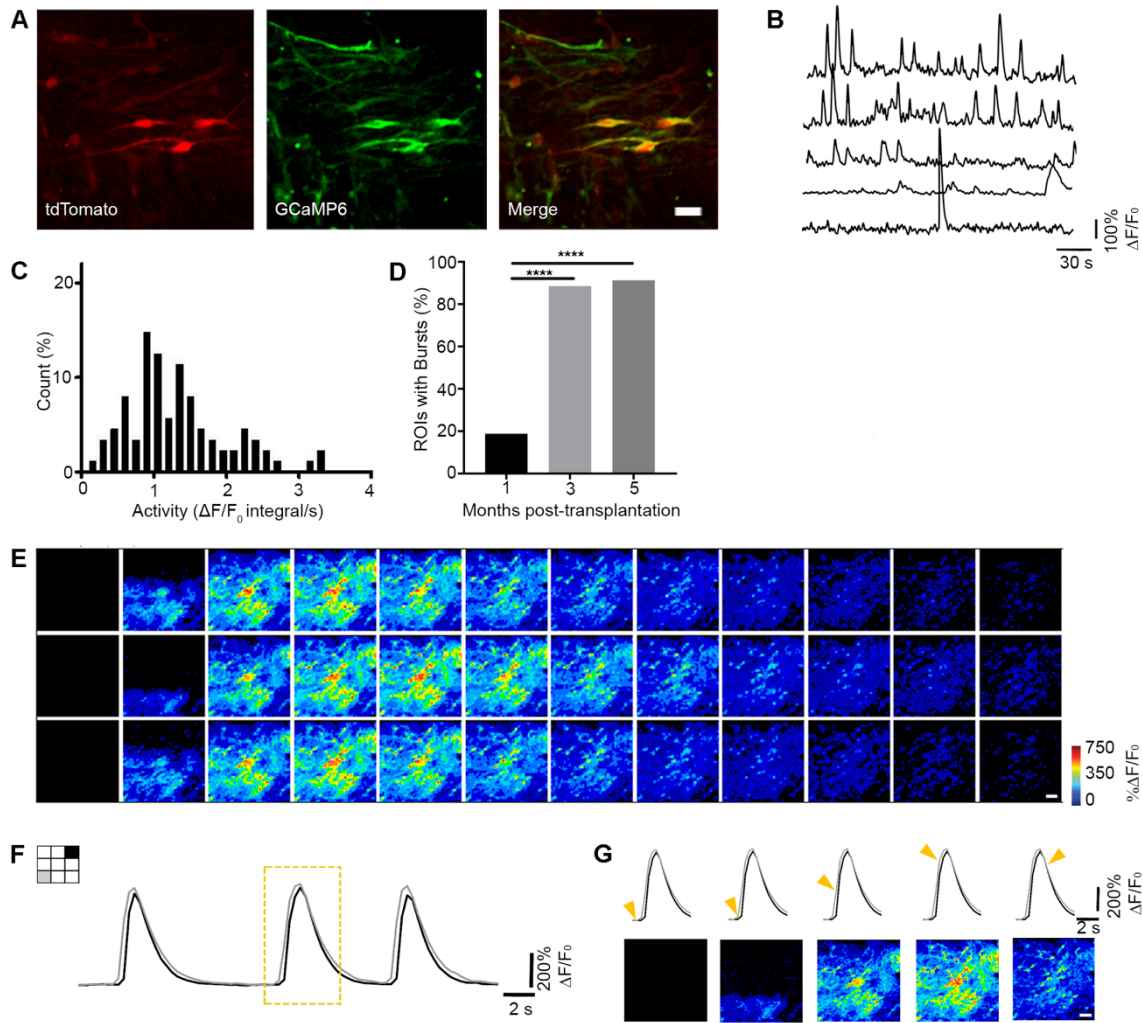 A
tdTomato
GCaMP6
Merge
B
100%
ΔF/F₀
30 s
C
20
10
0
Count (%)
0 1 2 3 4
Activity (ΔF/F₀ integral/s)
D
****
****
100
80
60
40
20
0
ROIs with Bursts (%)
1 3 5
Months post-transplantation
E
750
350
0
%ΔF/F₀
F
200%
ΔF/F₀
2 s
G
200%
ΔF/F₀
2 s